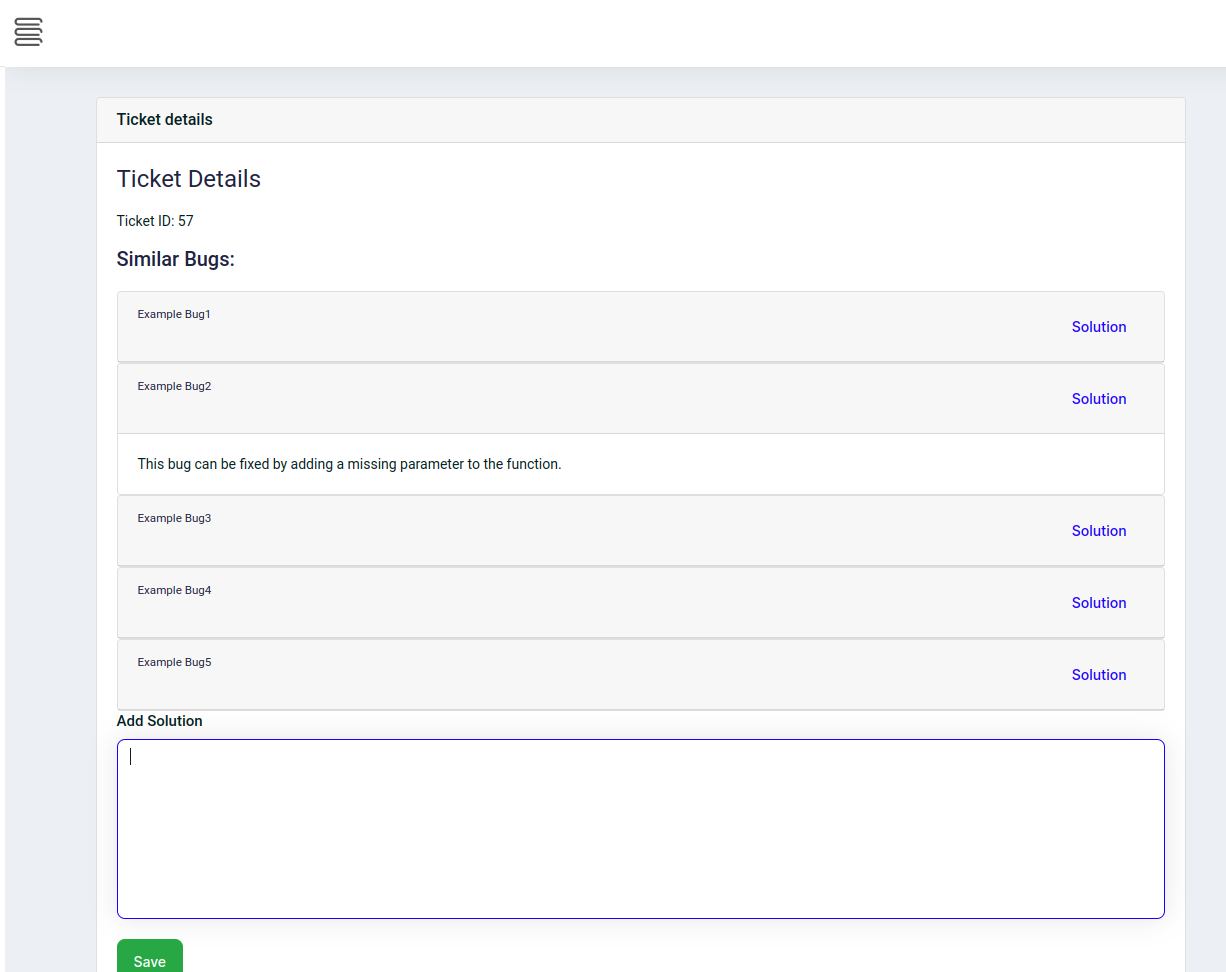 Ticket details
Ticket Details
Ticket ID: 57
Similar Bugs:
Example Bug1
Solution
Example Bug2
Solution
This bug can be fixed by adding a missing parameter to the function.
Example Bug3
Solution
Example Bug4
Solution
Example Bug5
Solution
Add Solution
Save